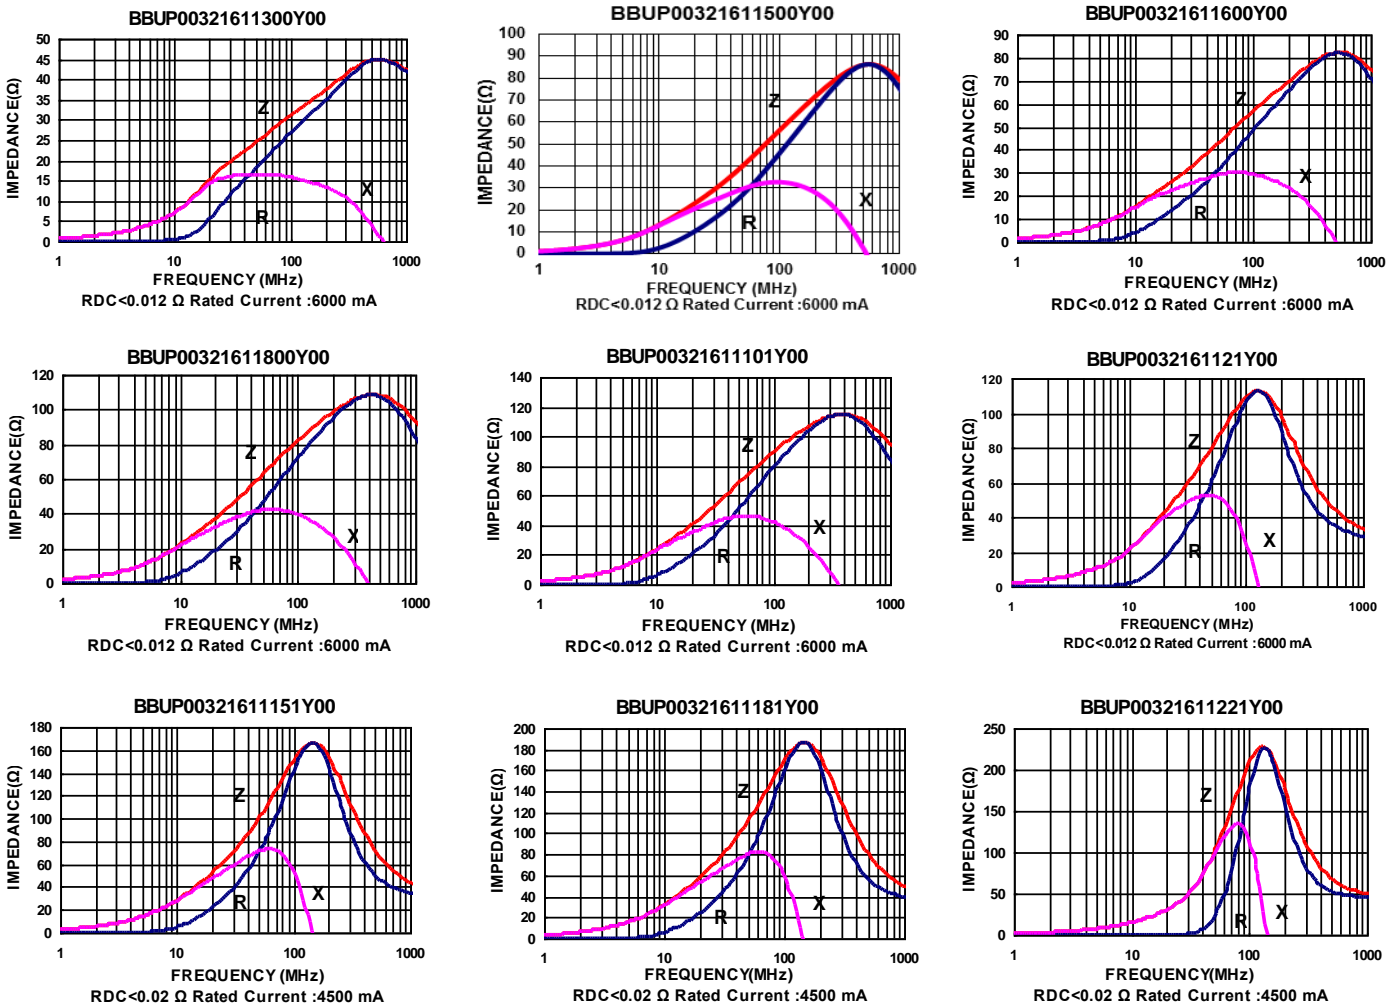 BBUP00321611300Y00
IMPEDANCE(Ω)
50
45
40
35
30
25
20
15
10
5
0
Z
X
R
1 10 100 1000
FREQUENCY (MHz)
RDC<0.012 Ω Rated Current :6000 mA
BBUP00321611500Y00
IMPEDANCE(Ω)
100
90
80
70
60
50
40
30
20
10
0
Z
X
R
1 10 100 1000
FREQUENCY (MHz)
RDC<0.012 Ω Rated Current :6000 mA
BBUP00321611600Y00
IMPEDANCE(Ω)
90
80
70
60
50
40
30
20
10
0
Z
X
R
1 10 100 1000
FREQUENCY (MHz)
RDC<0.012 Ω Rated Current :6000 mA
BBUP00321611800Y00
IMPEDANCE(Ω)
120
100
80
60
40
20
0
Z
X
R
1 10 100 1000
FREQUENCY (MHz)
RDC<0.012 Ω Rated Current :6000 mA
BBUP00321611101Y00
IMPEDANCE(Ω)
140
120
100
80
60
40
20
0
Z
X
R
1 10 100 1000
FREQUENCY (MHz)
RDC<0.012 Ω Rated Current :6000 mA
BBUP0032161121Y00
IMPEDANCE(Ω)
120
100
80
60
40
20
0
Z
X
R
1 10 100 1000
FREQUENCY (MHz)
RDC<0.012 Ω Rated Current :6000 mA
BBUP00321611151Y00
IMPEDANCE(Ω)
180
160
140
120
100
80
60
40
20
0
Z
X
R
1 10 100 1000
FREQUENCY (MHz)
RDC<0.02 Ω Rated Current :4500 mA
BBUP00321611181Y00
IMPEDANCE(Ω)
200
180
160
140
120
100
80
60
40
20
0
Z
X
R
1 10 100 1000
FREQUENCY(MHz)
RDC<0.02 Ω Rated Current :4500 mA
BBUP00321611221Y00
IMPEDANCE(Ω)
250
200
150
100
50
0
Z
X
R
1 10 100 1000
FREQUENCY(MHz)
RDC<0.02 Ω Rated Current :4500 mA